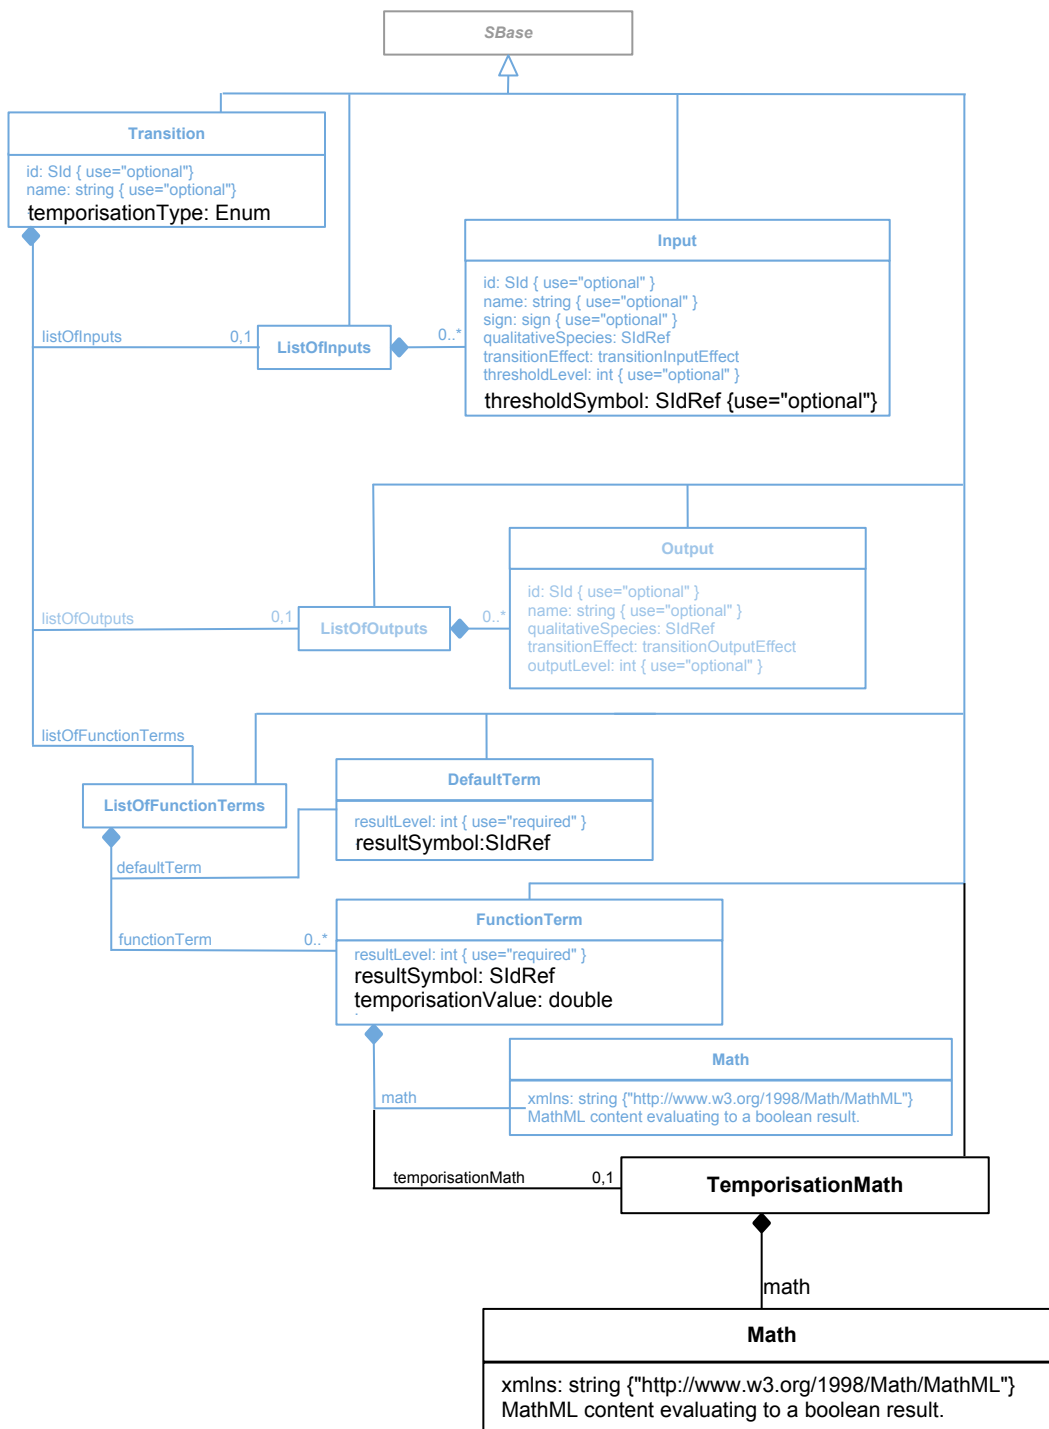 SBase
Transition
id: SId { use="optional"}
name: string { use="optional"}
temporisationType: Enum
Input
id: SId { use="optional" }
name: string { use="optional" }
sign: sign { use="optional" }
qualitativeSpecies: SIdRef
transitionEffect: transitionInputEffect
thresholdLevel: int { use="optional" }
thresholdSymbol: SIdRef {use="optional"}
listOfInputs
0,1
ListOfInputs
0..*
Output
id: SId { use="optional" }
name: string { use="optional" }
qualitativeSpecies: SIdRef
transitionEffect: transitionOutputEffect
outputLevel: int { use="optional" }
listOfOutputs
0,1
ListOfOutputs
0..*
listOfFunctionTerms
ListOfFunctionTerms
DefaultTerm
resultLevel: int { use="required" }
resultSymbol:SIdRef
defaultTerm
functionTerm
0..*
FunctionTerm
resultLevel: int { use="required" }
resultSymbol: SIdRef
temporisationValue: double
math
Math
xmlns: string {"http://www.w3.org/1998/Math/MathML"}
MathML content evaluating to a boolean result.
temporisationMath
0,1
TemporisationMath
math
Math
xmlns: string {"http://www.w3.org/1998/Math/MathML"}
MathML content evaluating to a boolean result.